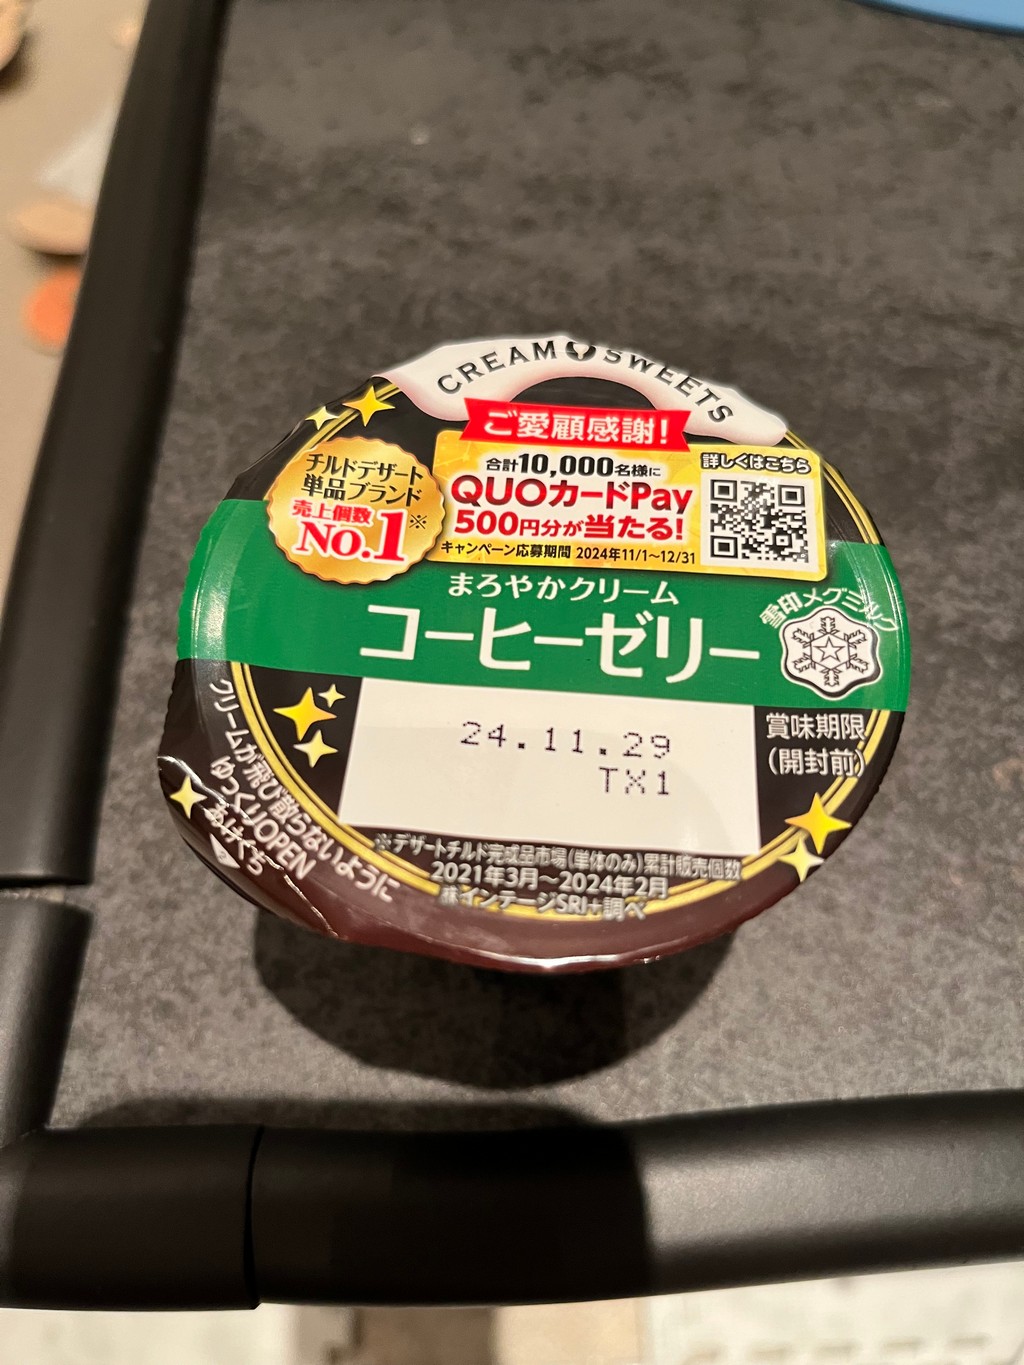 CREAM SWEETS
ご愛顧感謝!
チルドデザート
単品ブランド
売上個数
No.1※
合計10,000名様に
QUOカードPay
500円分が当たる!
キャンペーン応募期間 2024年11/1~12/31
詳しくはこちら
まろやかクリーム
コーヒーゼリー
雪印メグミルク
24.11.29
TX1
賞味期限
(開封前)
クリームが飛び散らないように
ゆっくりOPEN
あけくち
※デザートチルド完成品市場(単体のみ)累計販売個数
2021年3月~2024年2月
㈱インテージSRI+調べ